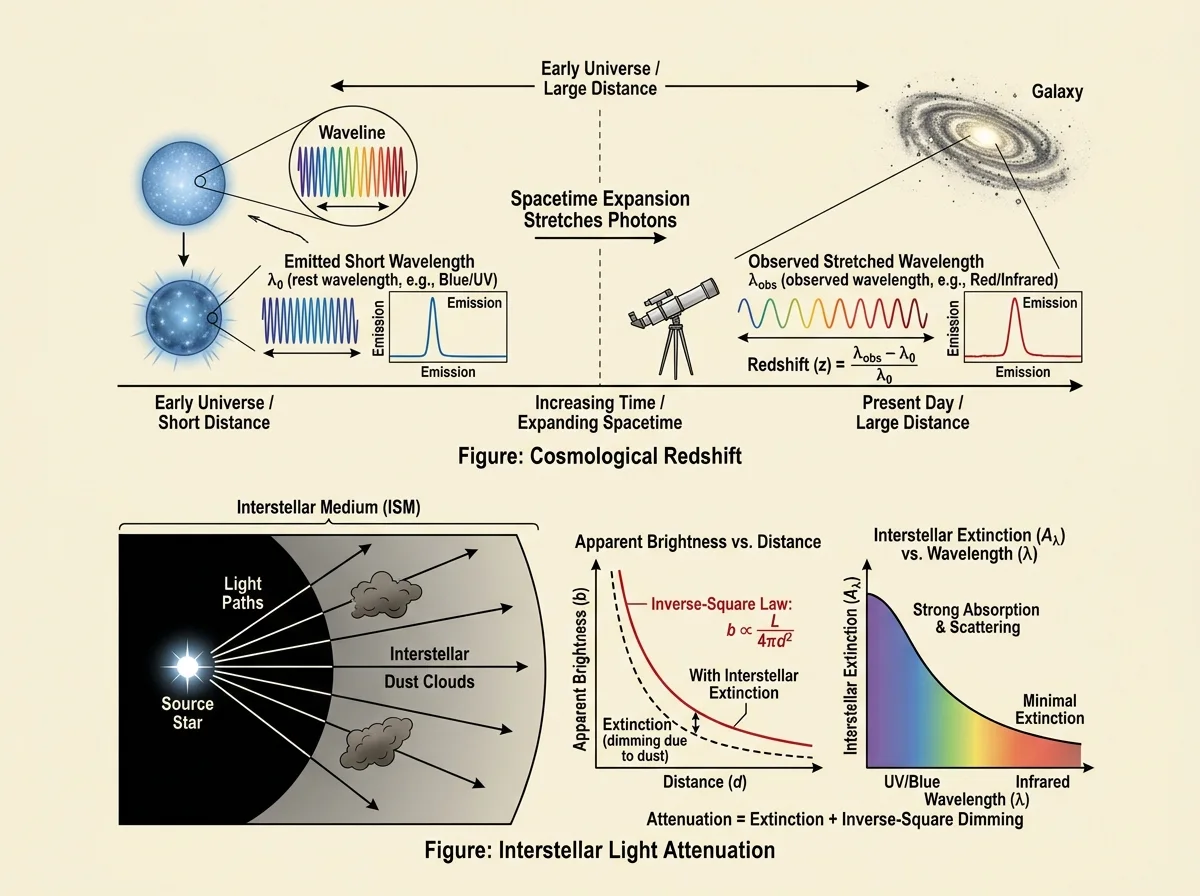 Early Universe /
Large Distance
Galaxy
Waveline
Spacetime Expansion
Stretches Photons
Emitted Short Wavelength
λ₀ (rest wavelength, e.g., Blue/UV)
Emission
Emission
Emission
Observed Stretched Wavelength
λobs (observed wavelength, e.g., Red/Infrared)
Emission
Emission
Emission
Redshift (z) = (λobs − λ₀) / λ₀
Early Universe /
Short Distance
Increasing Time /
Expanding Spacetime
Present Day /
Large Distance
Figure: Cosmological Redshift
Interstellar Medium (ISM)
Light
Paths
Source
Star
Interstellar
Dust Clouds
Apparent Brightness vs. Distance
Apparent Brightness (b)
Inverse-Square Law:
b ∝ L / 4πd²
With Interstellar
Extinction
Extinction
(dimming due
to dust)
Distance (d)
Interstellar Extinction (Aλ)
vs. Wavelength (λ)
Interstellar Extinction (Aλ)
Strong Absorption
& Scattering
Minimal
Extinction
UV/Blue
Infrared
Wavelength (λ)
Attenuation = Extinction + Inverse-Square Dimming
Figure: Interstellar Light Attenuation